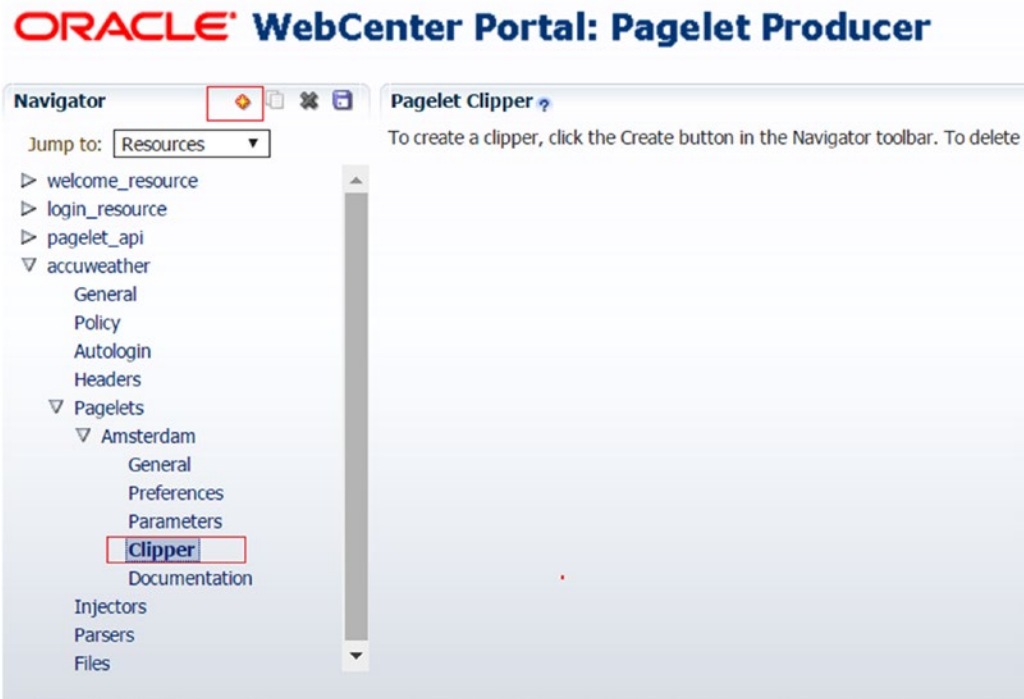 ORACLE WebCenter Portal: Pagelet Producer
Navigator
Jump to: Resources
welcome_resource
login_resource
pagelet_api
accuweather
General
Policy
Autologin
Headers
Pagelets
Amsterdam
General
Preferences
Parameters
Clipper
Documentation
Injectors
Parsers
Files
Pagelet Clipper ?
To create a clipper, click the Create button in the Navigator toolbar. To delete